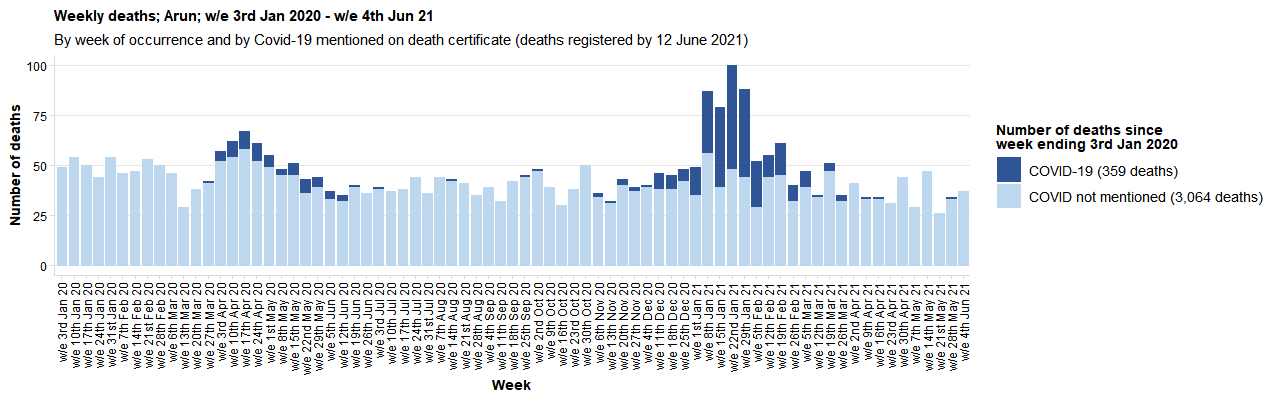 Weekly deaths; Arun; w/e 3rd Jan 2020 - w/e 4th Jun 21
By week of occurrence and by Covid-19 mentioned on death certificate (deaths registered by 12 June 2021)
Number of deaths
100
75
50
25
0
w/e 3rd Jan 20
w/e 10th Jan 20
w/e 17th Jan 20
w/e 24th Jan 20
w/e 31st Jan 20
w/e 7th Feb 20
w/e 14th Feb 20
w/e 21st Feb 20
w/e 28th Feb 20
w/e 6th Mar 20
w/e 13th Mar 20
w/e 20th Mar 20
w/e 27th Mar 20
w/e 3rd Apr 20
w/e 10th Apr 20
w/e 17th Apr 20
w/e 24th Apr 20
w/e 1st May 20
w/e 8th May 20
w/e 15th May 20
w/e 22nd May 20
w/e 29th May 20
w/e 5th Jun 20
w/e 12th Jun 20
w/e 19th Jun 20
w/e 26th Jun 20
w/e 3rd Jul 20
w/e 10th Jul 20
w/e 17th Jul 20
w/e 24th Jul 20
w/e 31st Jul 20
w/e 7th Aug 20
w/e 14th Aug 20
w/e 21st Aug 20
w/e 28th Aug 20
w/e 4th Sep 20
w/e 11th Sep 20
w/e 18th Sep 20
w/e 25th Sep 20
w/e 2nd Oct 20
w/e 9th Oct 20
w/e 16th Oct 20
w/e 23rd Oct 20
w/e 30th Oct 20
w/e 6th Nov 20
w/e 13th Nov 20
w/e 20th Nov 20
w/e 27th Nov 20
w/e 4th Dec 20
w/e 11th Dec 20
w/e 18th Dec 20
w/e 25th Dec 20
w/e 1st Jan 21
w/e 8th Jan 21
w/e 15th Jan 21
w/e 22nd Jan 21
w/e 29th Jan 21
w/e 5th Feb 21
w/e 12th Feb 21
w/e 19th Feb 21
w/e 26th Feb 21
w/e 5th Mar 21
w/e 12th Mar 21
w/e 19th Mar 21
w/e 26th Mar 21
w/e 2nd Apr 21
w/e 9th Apr 21
w/e 16th Apr 21
w/e 23rd Apr 21
w/e 30th Apr 21
w/e 7th May 21
w/e 14th May 21
w/e 21st May 21
w/e 28th May 21
w/e 4th Jun 21
Week
Number of deaths since
week ending 3rd Jan 2020
COVID-19 (359 deaths)
COVID not mentioned (3,064 deaths)